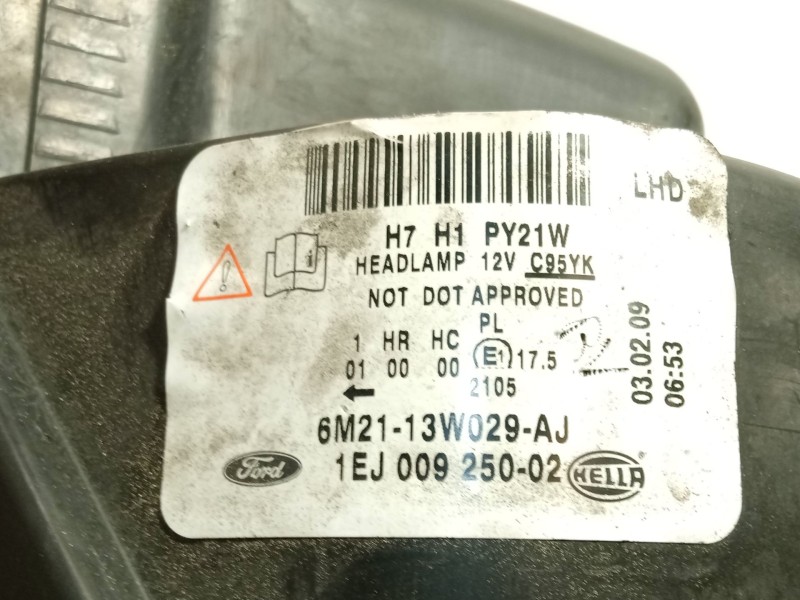 LHD
H7 H1 PY21W
HEADLAMP 12V C95YK
NOT DOT APPROVED
PL
1 HR HC
01 00 00 E1 17.5
2105
03.02.09
06:53
6M21-13W029-AJ
Ford 1EJ 009 250-02 HELLA